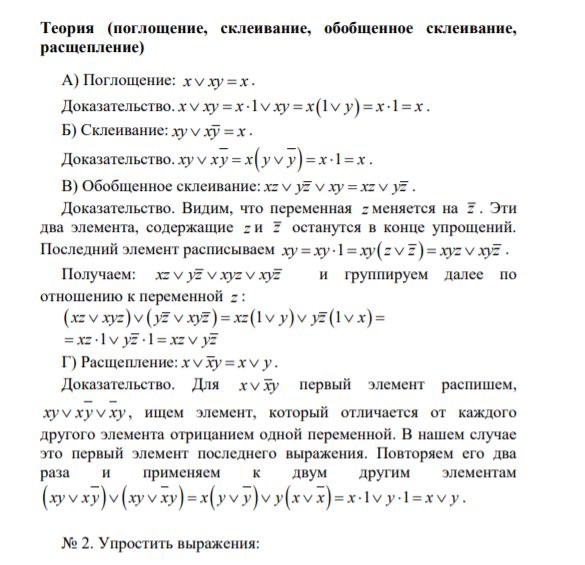 Теория (поглощение, склеивание, обобщенное склеивание,
расщепление)
А) Поглощение: x ∨ xy = x .
Доказательство. x ∨ xy = x·1 ∨ xy = x(1 ∨ y) = x·1 = x .
Б) Склеивание: xy ∨ xy̅ = x .
Доказательство. xy ∨ xy̅ = x(y ∨ y̅) = x·1 = x .
В) Обобщенное склеивание: xz ∨ yz̅ ∨ xy = xz ∨ yz̅ .
Доказательство. Видим, что переменная z меняется на z̅ . Эти
два элемента, содержащие z и z̅ останутся в конце упрощений.
Последний элемент расписываем xy = xy·1 = xy(z ∨ z̅) = xyz ∨ xyz̅ .
Получаем: xz ∨ yz̅ ∨ xyz ∨ xyz̅ и группируем далее по
отношению к переменной z :
(xz ∨ xyz) ∨ (yz̅ ∨ xyz̅) = xz(1 ∨ y) ∨ yz̅(1 ∨ x) =
= xz·1 ∨ yz̅·1 = xz ∨ yz̅
Г) Расщепление: x ∨ x̅y = x ∨ y .
Доказательство. Для x ∨ x̅y первый элемент распишем,
xy ∨ xy̅ ∨ x̅y , ищем элемент, который отличается от каждого
другого элемента отрицанием одной переменной. В нашем случае
это первый элемент последнего выражения. Повторяем его два
раза и применяем к двум другим элементам
(xy ∨ xy̅) ∨ (xy ∨ x̅y) = x(y ∨ y̅) ∨ y(x ∨ x̅) = x·1 ∨ y·1 = x ∨ y .
№ 2. Упростить выражения: